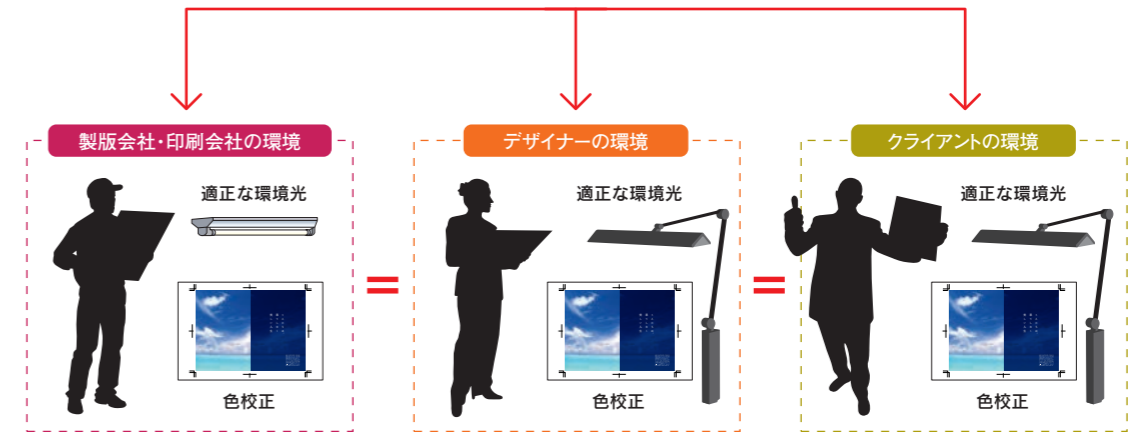 製版会社・印刷会社の環境
適正な環境光
色校正
=
デザイナーの環境
適正な環境光
色校正
=
クライアントの環境
適正な環境光
色校正